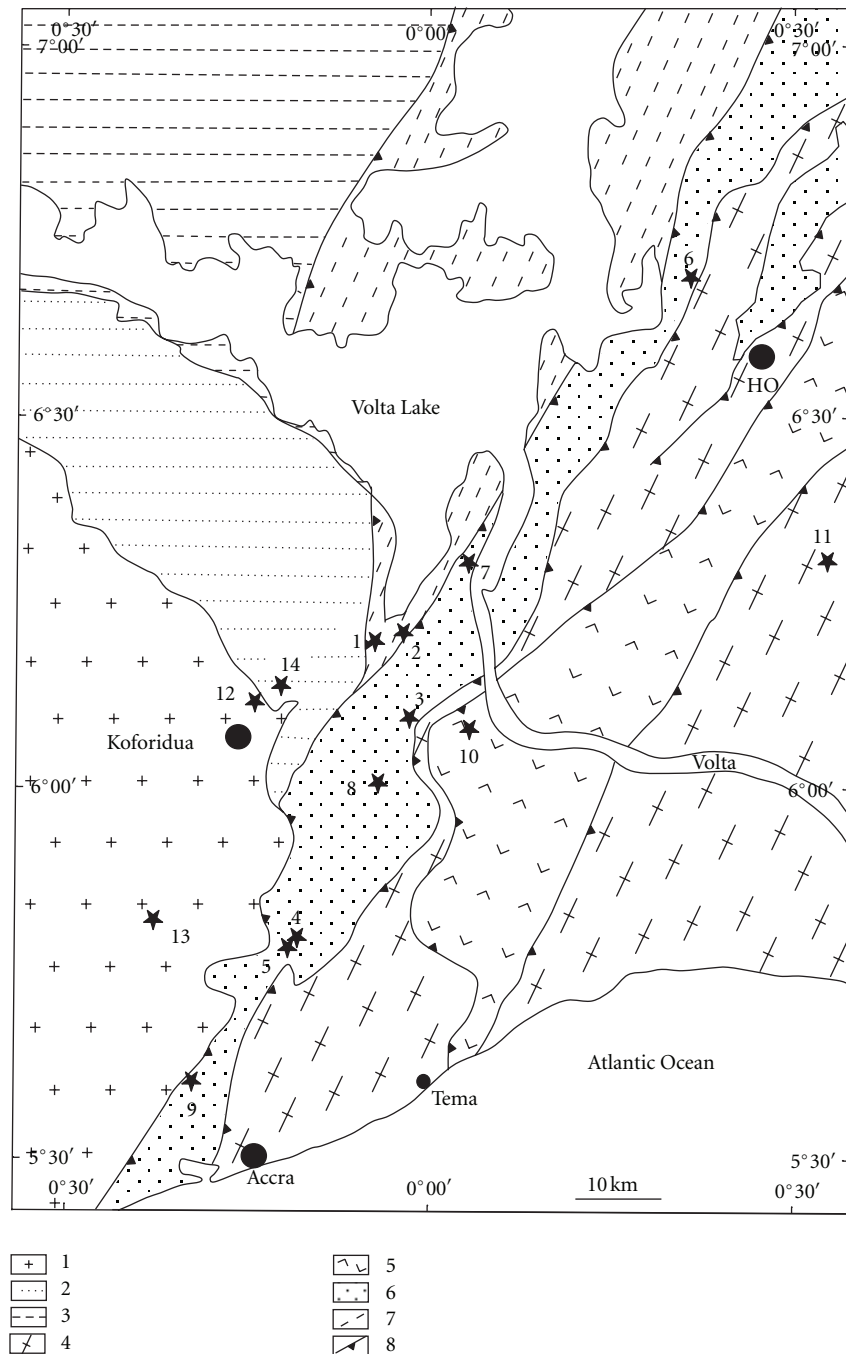 0°30′ 0°00′ 0°30′
7°00′ 7°00′
6
HO
Volta Lake
6°30′ 6°30′
11
7
1 2
14
12 3
Koforidua
10
Volta
8
6°00′ 6°00′
4
13
5
Atlantic Ocean
Tema
9
5°30′ 5°30′
Accra
0°30′ 0°00′ 10 km 0°30′
1 5
2 6
3 7
4 8